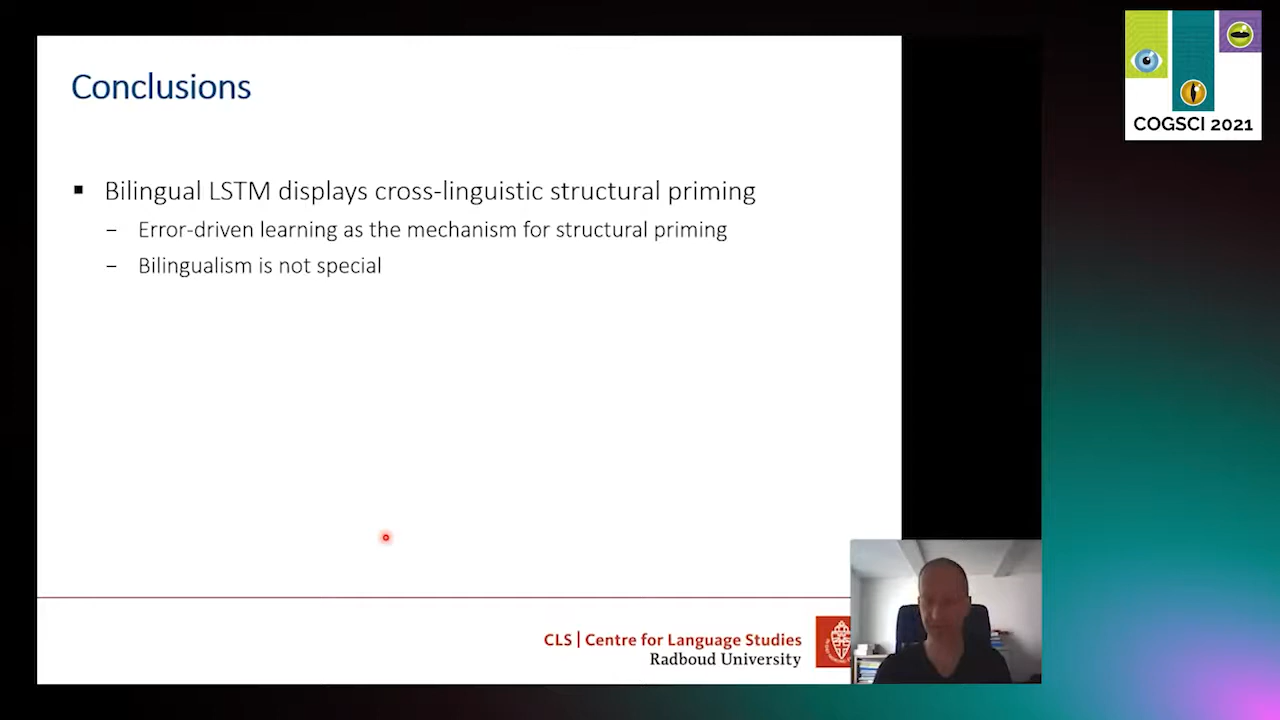 Conclusions
▪ Bilingual LSTM displays cross-linguistic structural priming
– Error-driven learning as the mechanism for structural priming
– Bilingualism is not special
CLS | Centre for Language Studies
Radboud University
COGSCI 2021